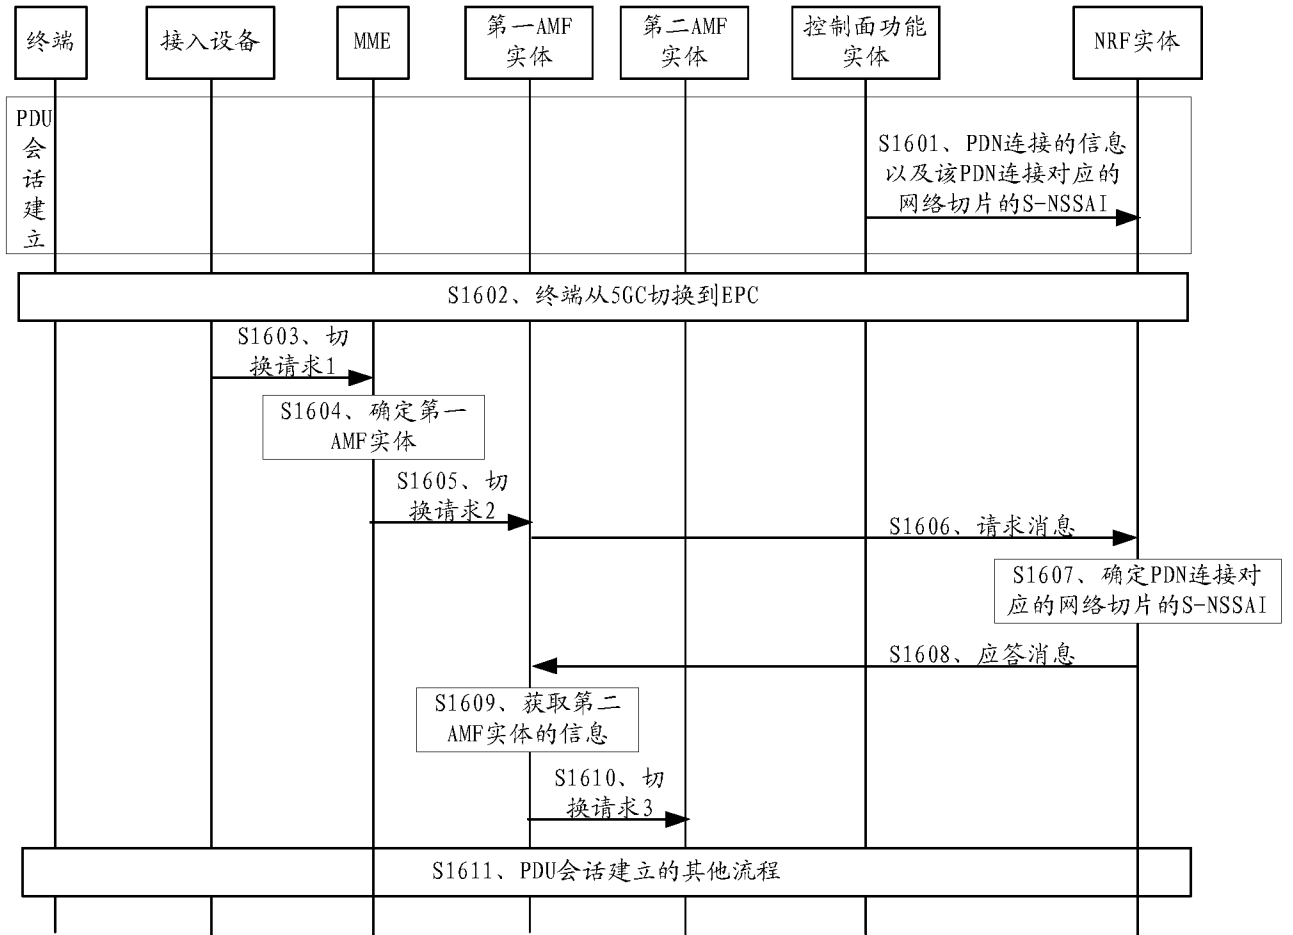 终端
接入设备
MME
第一AMF
实体
第二AMF
实体
控制面功能
实体
NRF实体
PDU
会
话
建
立
S1601、PDN连接的信息
以及该PDN连接对应的
网络切片的S-NSSAI
S1602、终端从5GC切换到EPC
S1603、切
换请求1
S1604、确定第一
AMF实体
S1605、切
换请求2
S1606、请求消息
S1607、确定PDN连接对
应的网络切片的S-NSSAI
S1608、应答消息
S1609、获取第二
AMF实体的信息
S1610、切
换请求3
S1611、PDU会话建立的其他流程